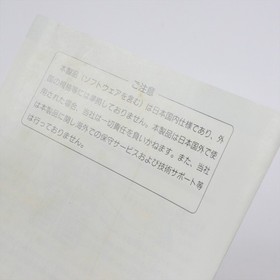 ご注意
本製品（ソフトウェアを含む）は日本国内仕様であり、外
国の規格等には準拠しておりません。本製品は日本国外で使
用された場合、当社は一切責任を負いかねます。また、当社
は本製品に関し海外での保守サービスおよび技術サポート等
は行っておりません。